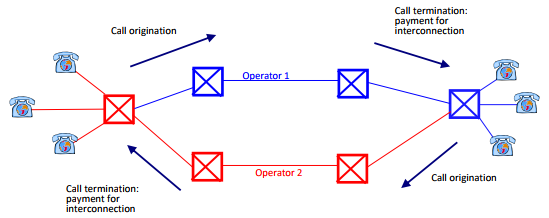 Call origination
Call termination:
payment for
interconnection
Operator 1
Operator 2
Call termination:
payment for
interconnection
Call origination